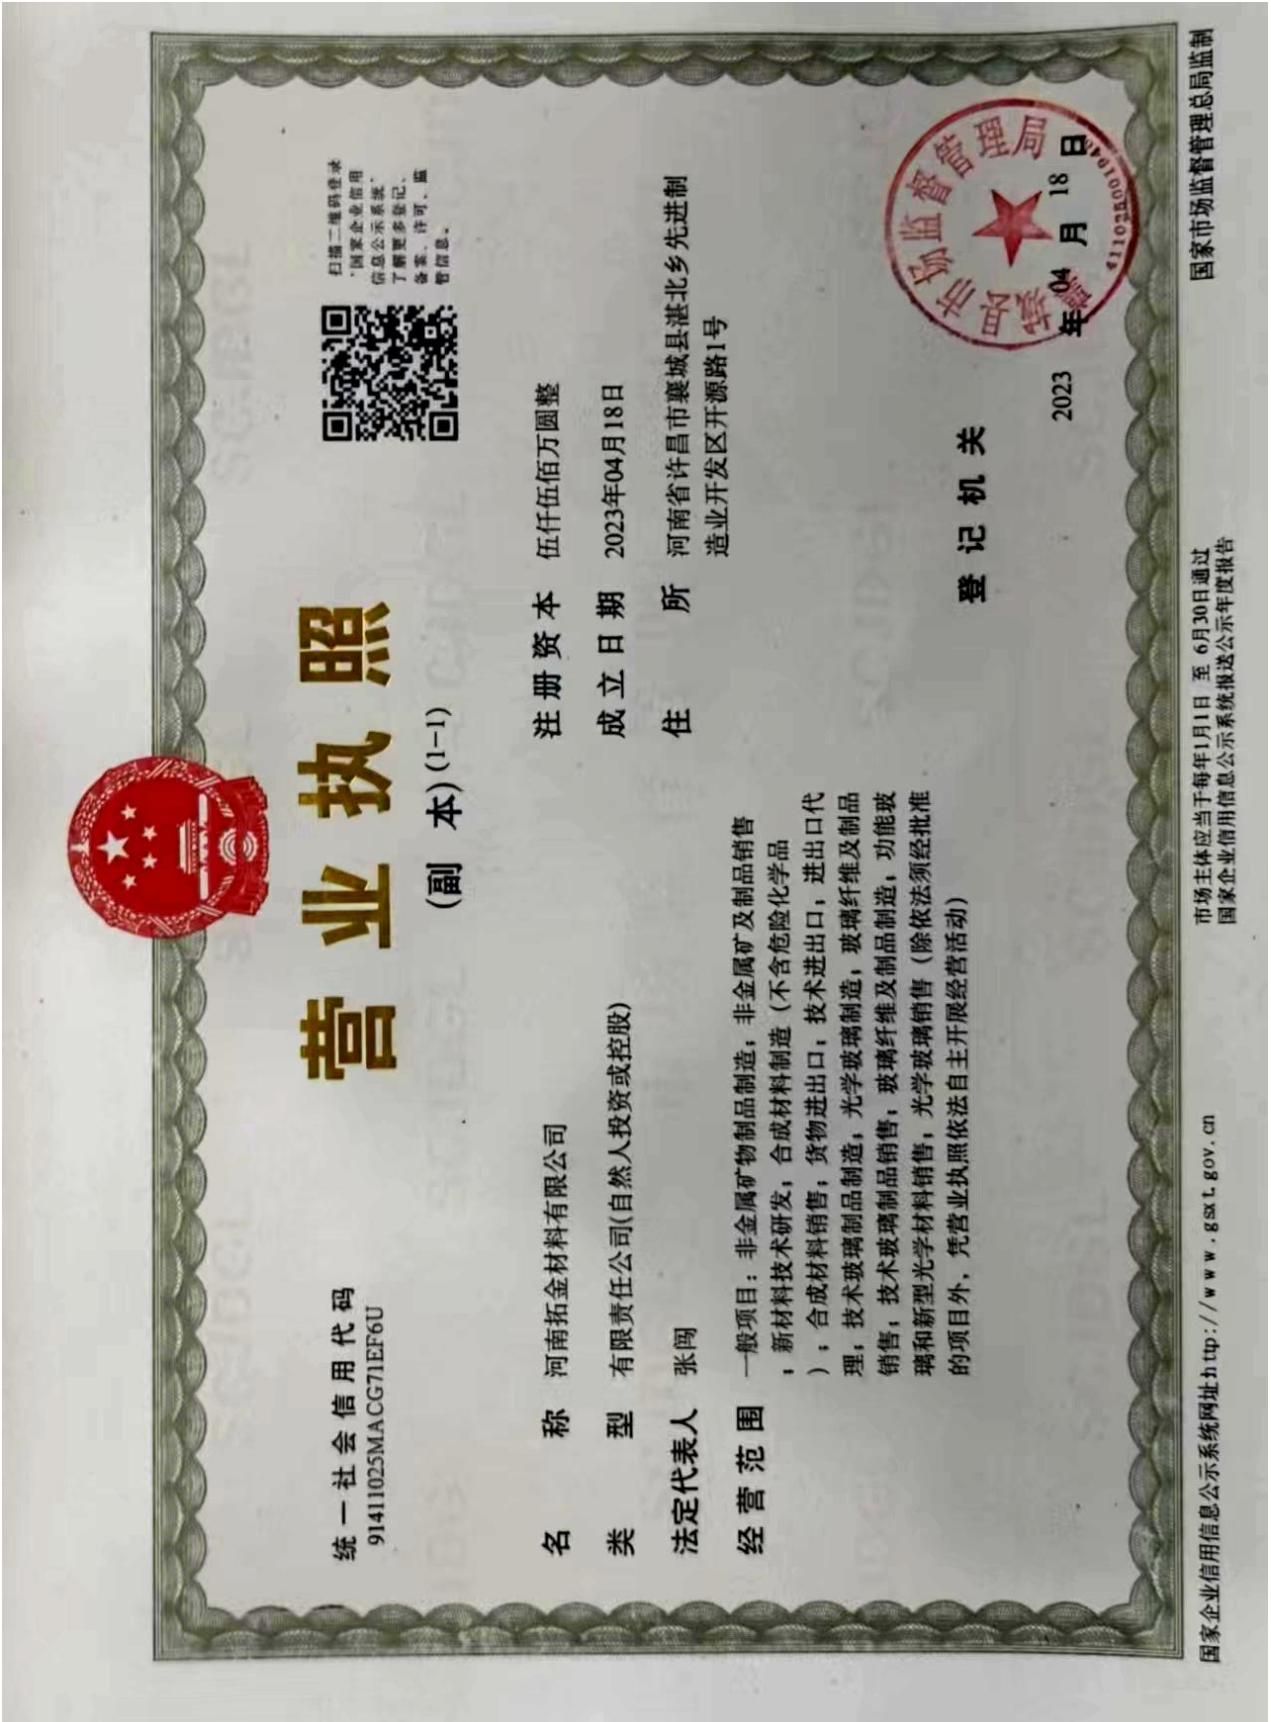 统一社会信用代码
91411025MACG71EF6U
营业执照
(副 本)(1-1)
扫描二维码登录
“国家企业信用
信息公示系统”
了解更多登记、
备案、许可、监
管信息。
名 称 河南拓金材料有限公司
类 型 有限责任公司(自然人投资或控股)
法定代表人 张闯
经营范围 一般项目：非金属矿物制品制造；非金属矿及制品销售
；新材料技术研发；合成材料制造（不含危险化学品
）；合成材料销售；货物进出口；技术进出口；进出口代
理；技术玻璃制品制造；光学玻璃制造；玻璃纤维及制品
销售；技术玻璃制品销售；玻璃纤维及制品制造；功能玻
璃和新型光学材料销售；光学玻璃销售（除依法须经批准
的项目外，凭营业执照依法自主开展经营活动）
注册资本 伍仟伍佰万圆整
成立日期 2023年04月18日
住 所 河南省许昌市襄城县湛北乡先进制
造业开发区开源路1号
登记机关
县市场监督管理局
2023 年 04 月 18 日
国家企业信用信息公示系统网址http://www.gsxt.gov.cn
市场主体应当于每年1月1日 至 6月30日通过
国家企业信用信息公示系统报送公示年度报告
国家市场监督管理总局监制